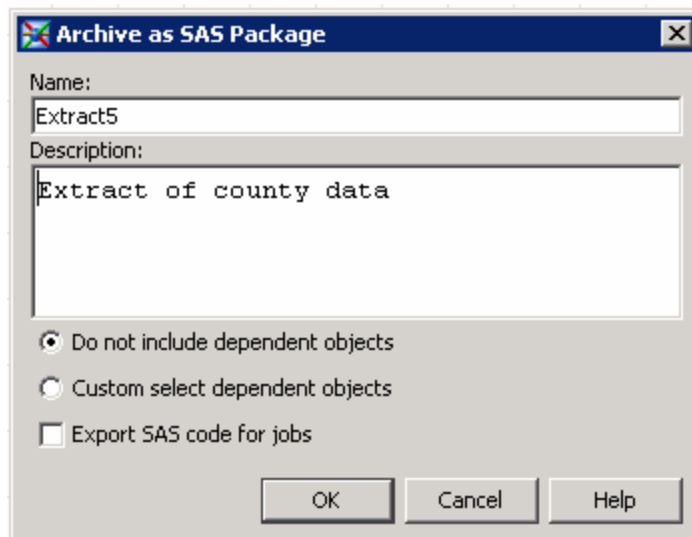 Archive as SAS Package
Name:
Extract5
Description:
Extract of county data
Do not include dependent objects
Custom select dependent objects
Export SAS code for jobs
OK Cancel Help